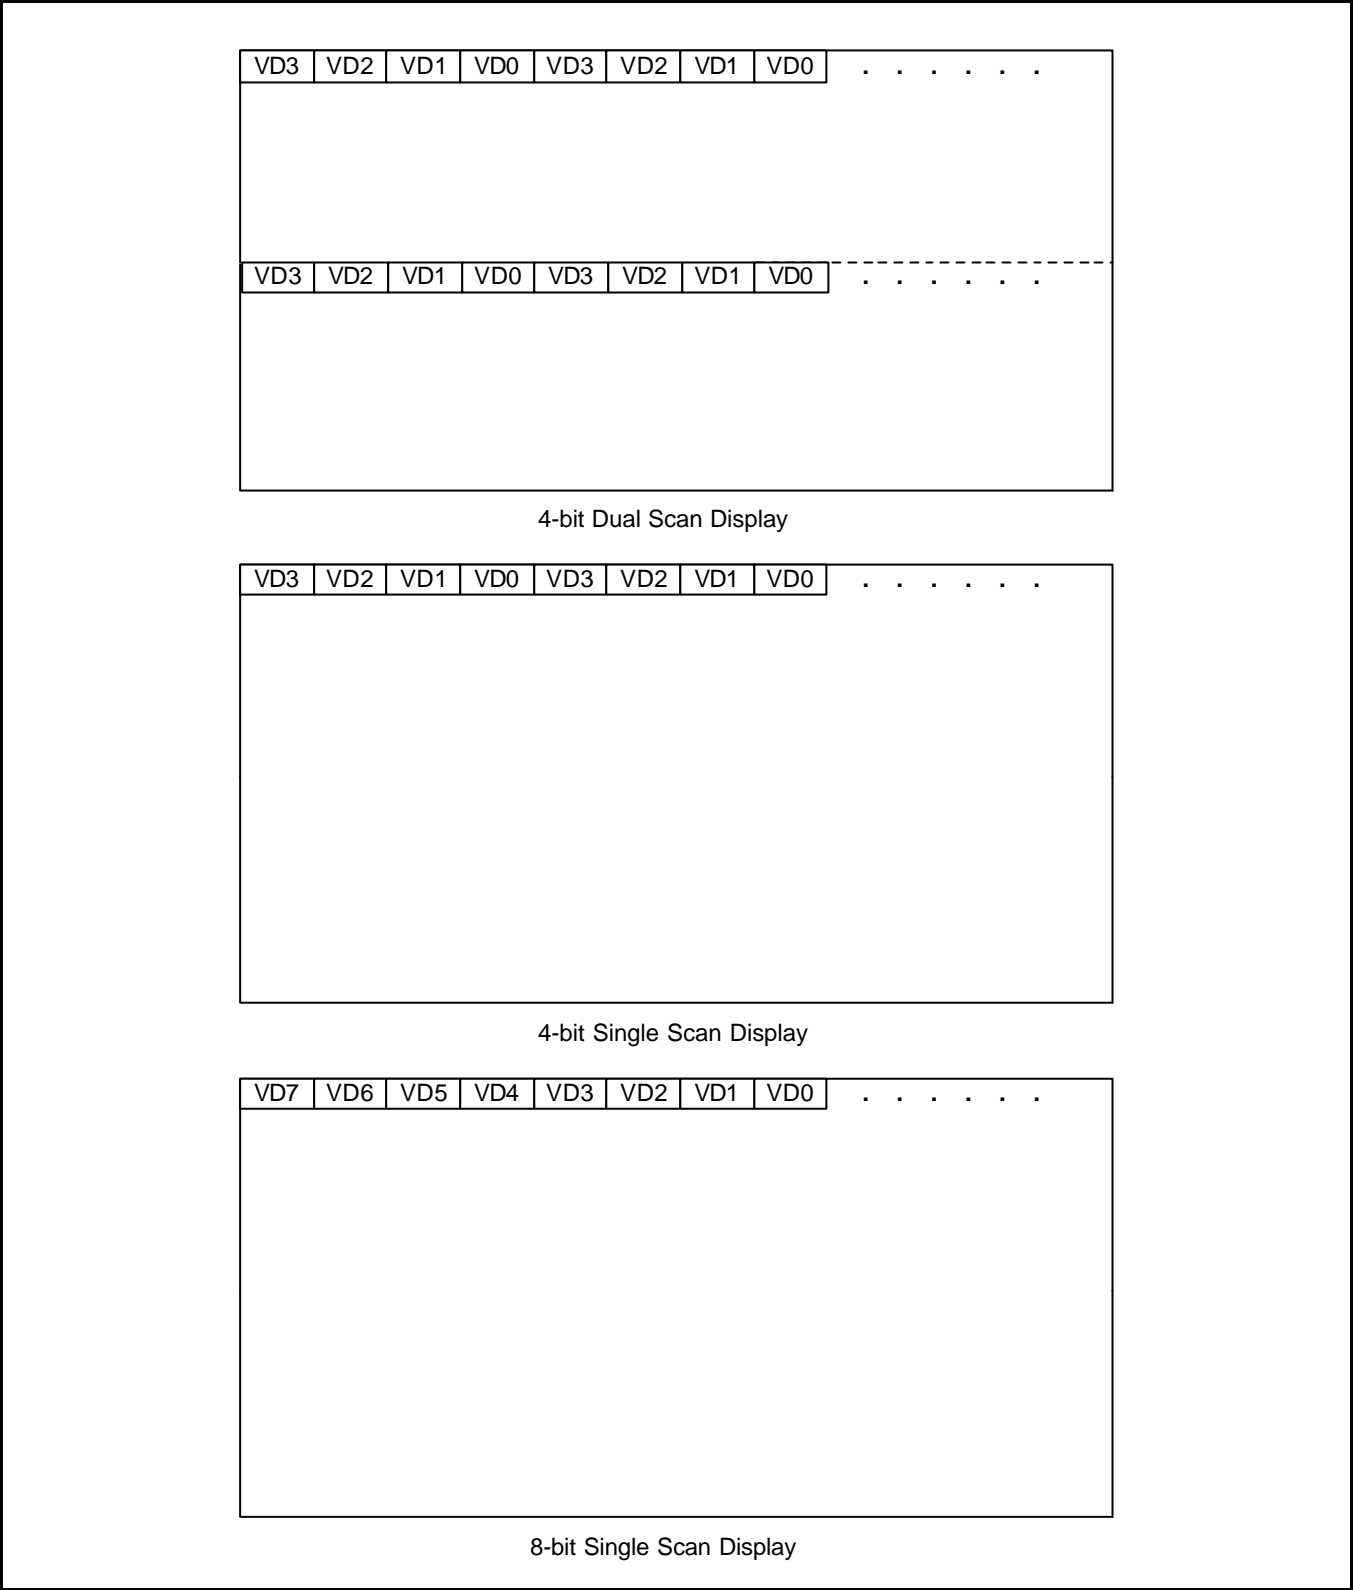 VD3 VD2 VD1 VD0 VD3 VD2 VD1 VD0 . . . . . .
VD3 VD2 VD1 VD0 VD3 VD2 VD1 VD0 . . . . . .
4-bit Dual Scan Display
VD3 VD2 VD1 VD0 VD3 VD2 VD1 VD0 . . . . . .
4-bit Single Scan Display
VD7 VD6 VD5 VD4 VD3 VD2 VD1 VD0 . . . . . .
8-bit Single Scan Display